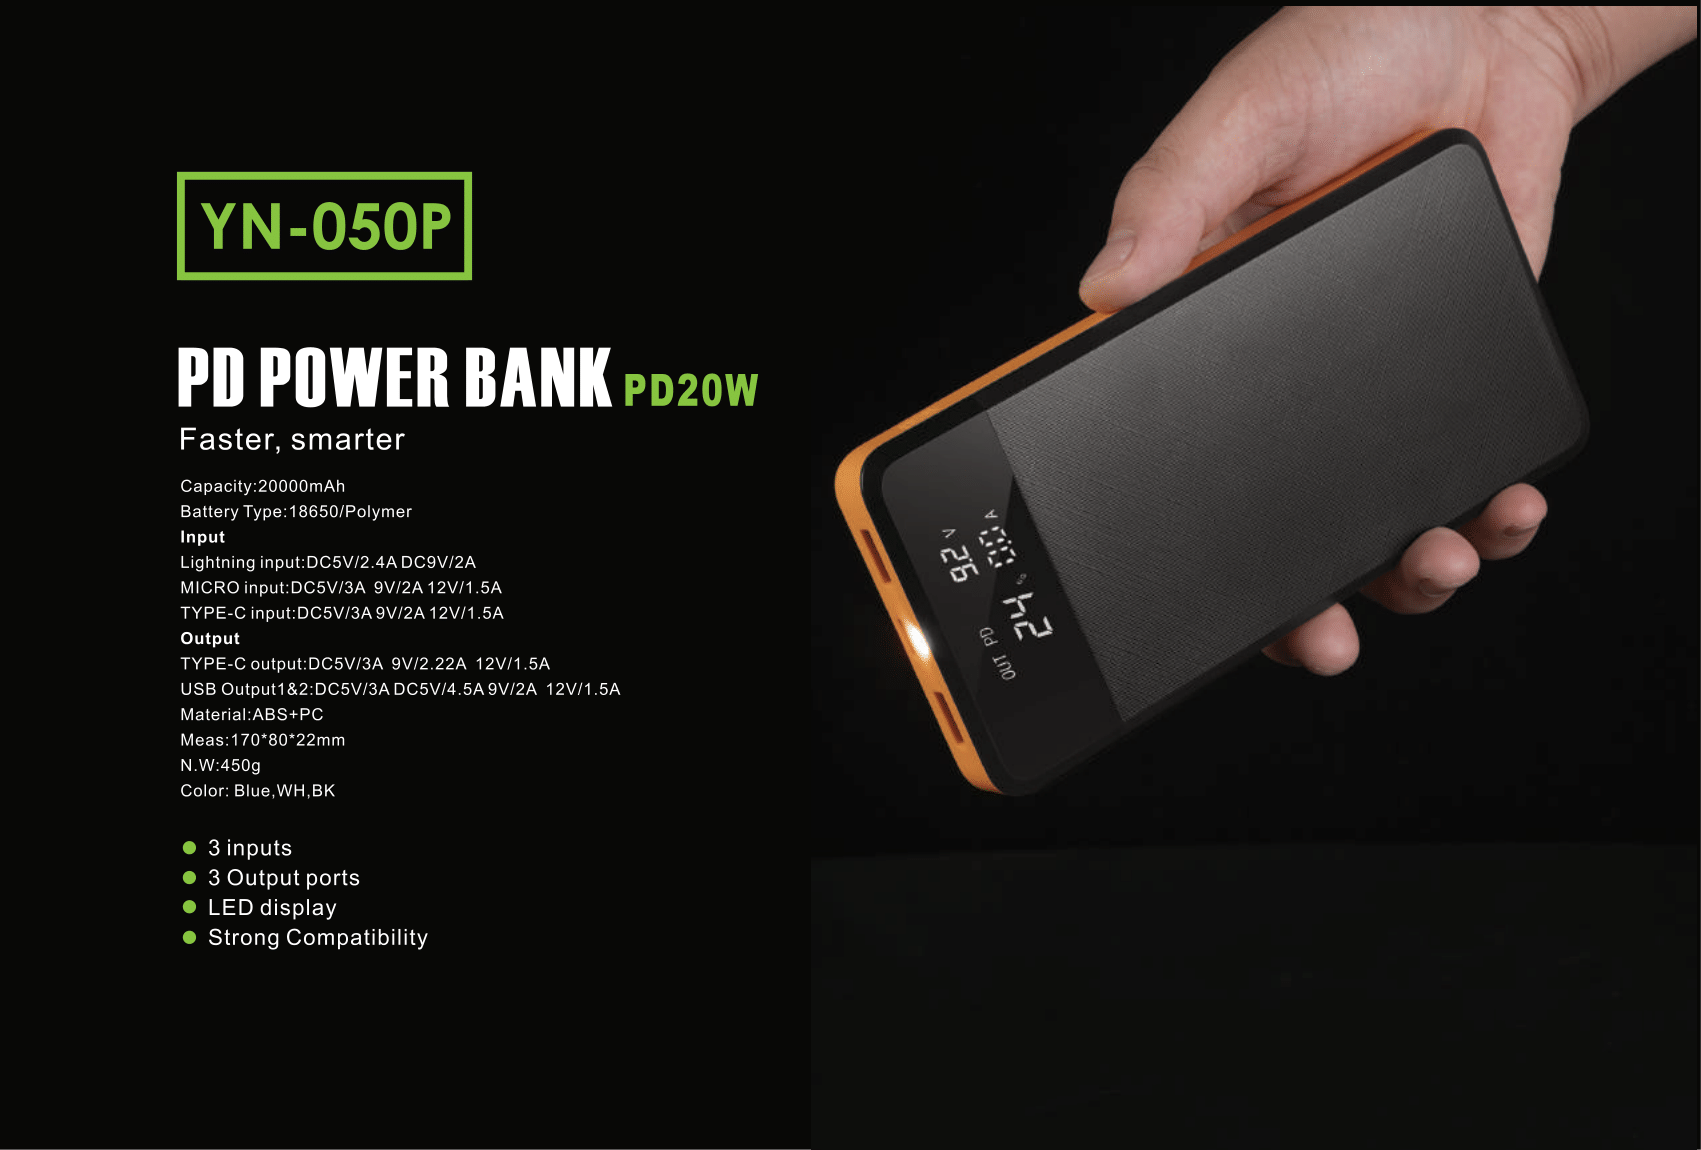 YN-050P
PD POWER BANK PD20W
Faster, smarter
Capacity:20000mAh
Battery Type:18650/Polymer
Input
Lightning input:DC5V/2.4A DC9V/2A
MICRO input:DC5V/3A 9V/2A 12V/1.5A
TYPE-C input:DC5V/3A 9V/2A 12V/1.5A
Output
TYPE-C output:DC5V/3A 9V/2.22A 12V/1.5A
USB Output1&2:DC5V/3A DC5V/4.5A 9V/2A 12V/1.5A
Material:ABS+PC
Meas:170*80*22mm
N.W:450g
Color: Blue,WH,BK
3 inputs
3 Output ports
LED display
Strong Compatibility
24 %
OUT PD